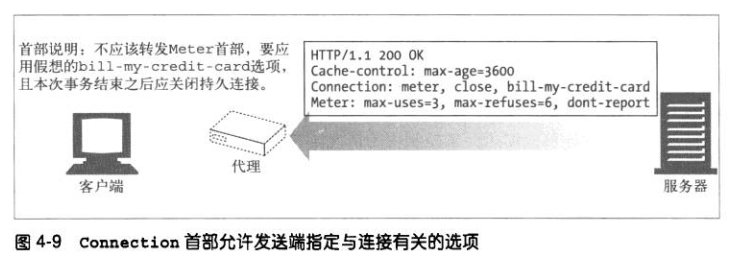 首部说明：不应该转发Meter首部，要应
用假想的bill-my-credit-card选项，
且本次事务结束之后应关闭持久连接。
HTTP/1.1 200 OK
Cache-control: max-age=3600
Connection: meter, close, bill-my-credit-card
Meter: max-uses=3, max-refuses=6, dont-report
代理
客户端
服务器
图 4-9 Connection 首部允许发送端指定与连接有关的选项